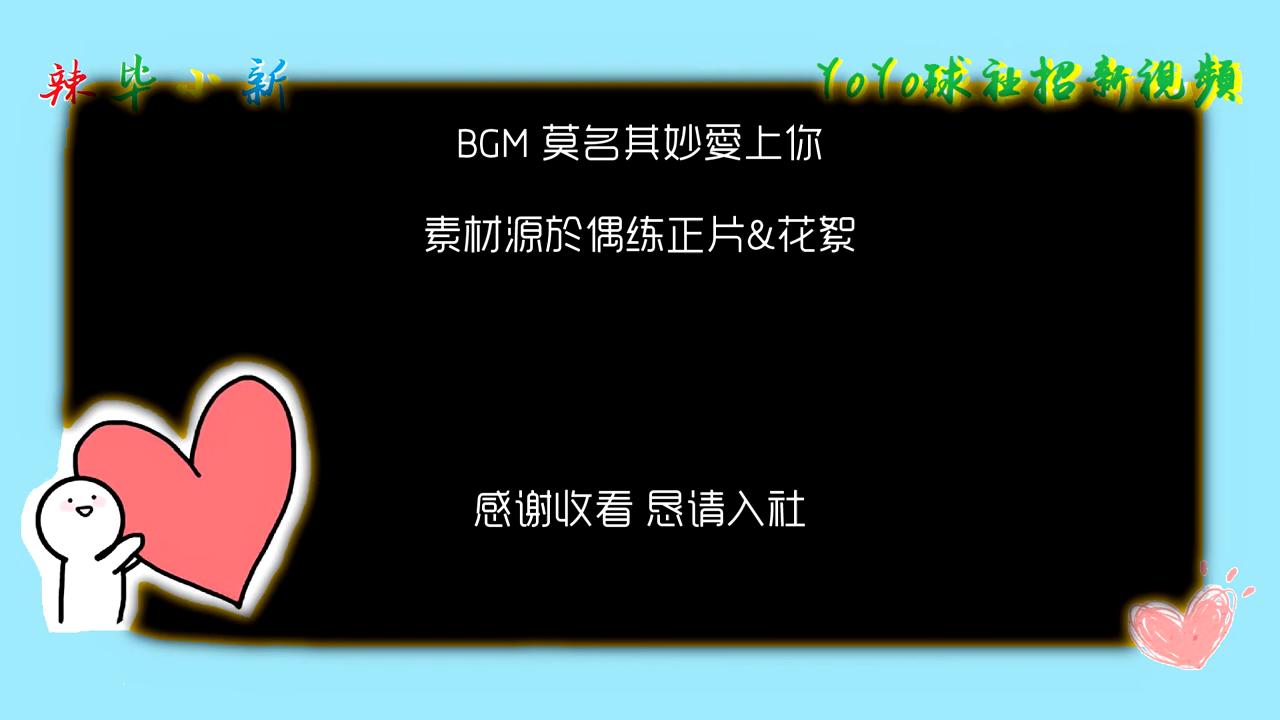 辣毕小新
YoYo球社招新視頻
BGM 莫名其妙愛上你
素材源於偶练正片&花絮
感谢收看 恳请入社